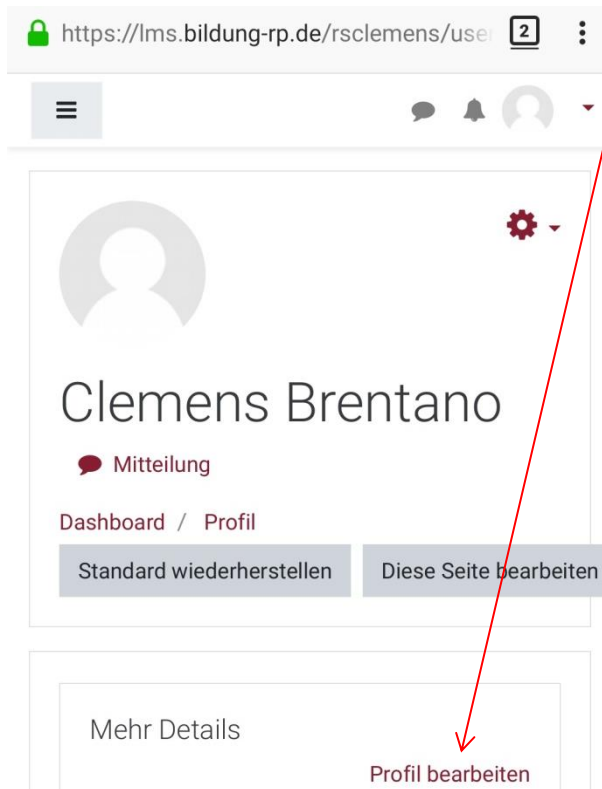 https://lms.bildung-rp.de/rsclemens/use
2
Clemens Brentano
Mitteilung
Dashboard / Profil
Standard wiederherstellen
Diese Seite bearbeiten
Mehr Details
Profil bearbeiten